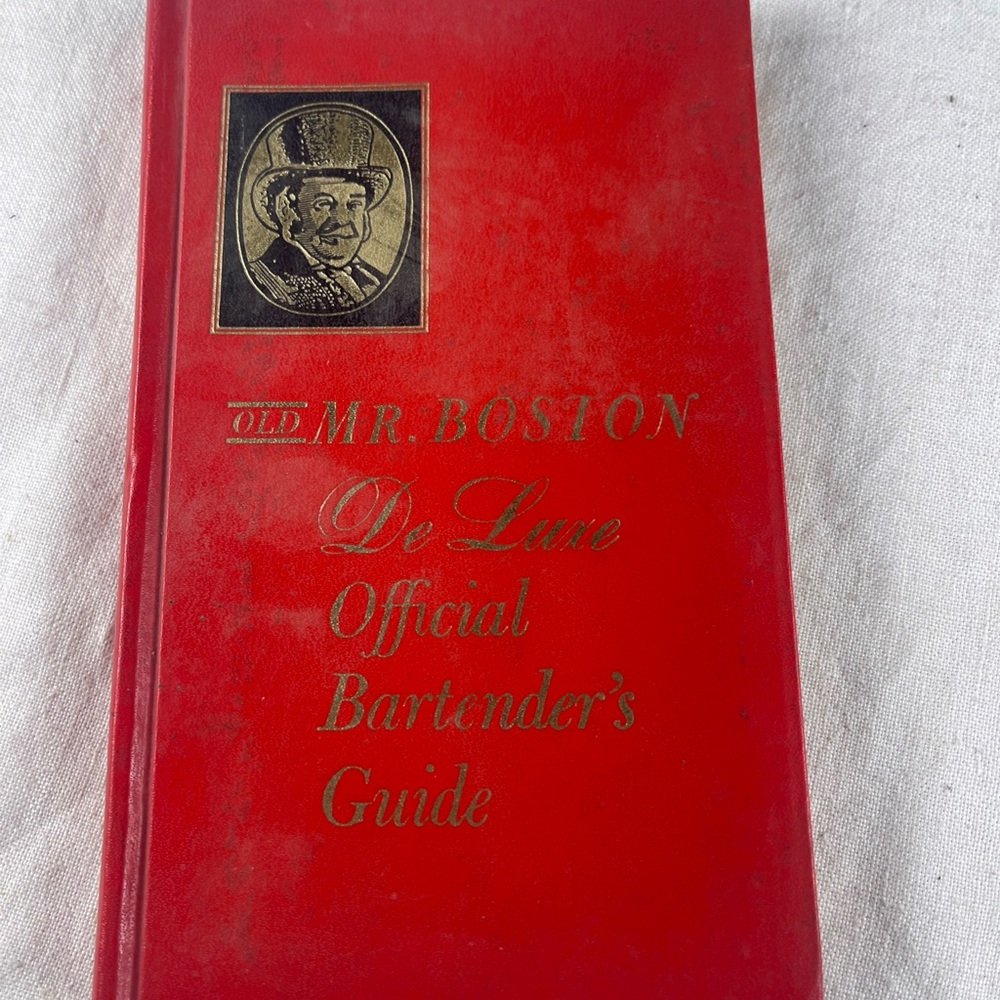 OLD MR. BOSTON
De Luxe
Official
Bartender's
Guide